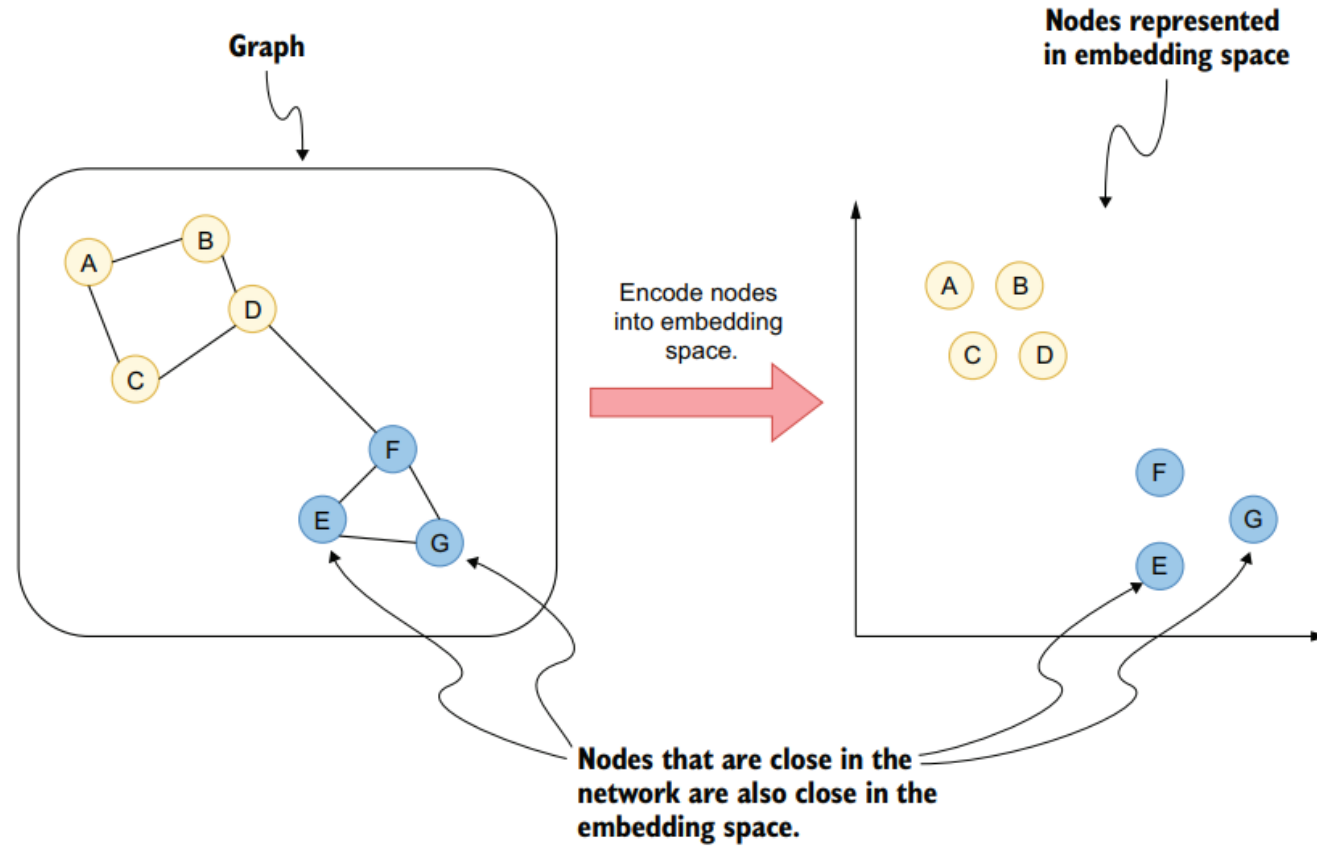 Graph
Nodes represented
in embedding space
A
B
D
C
F
E
G
Encode nodes
into embedding
space.
A
B
C
D
F
G
E
Nodes that are close in the
network are also close in the
embedding space.